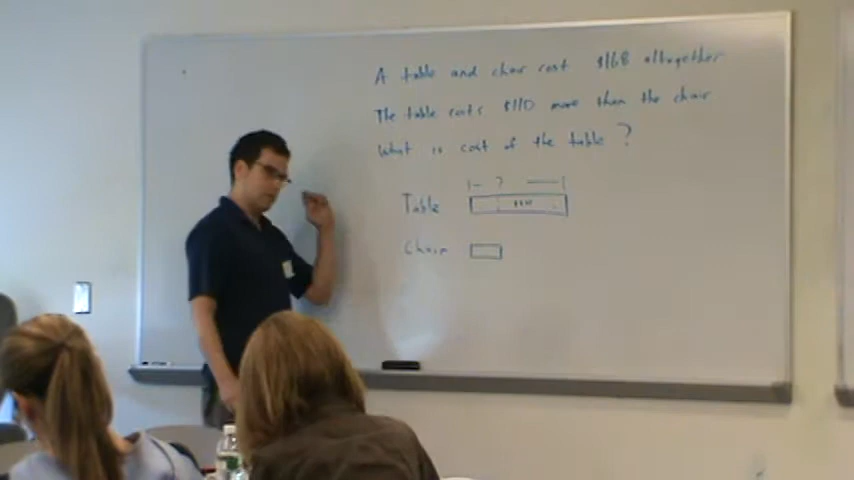 A table and chair cost $168 altogether
The table costs $110 more than the chair
What is cost of the table ?
?
Table 110
Chair